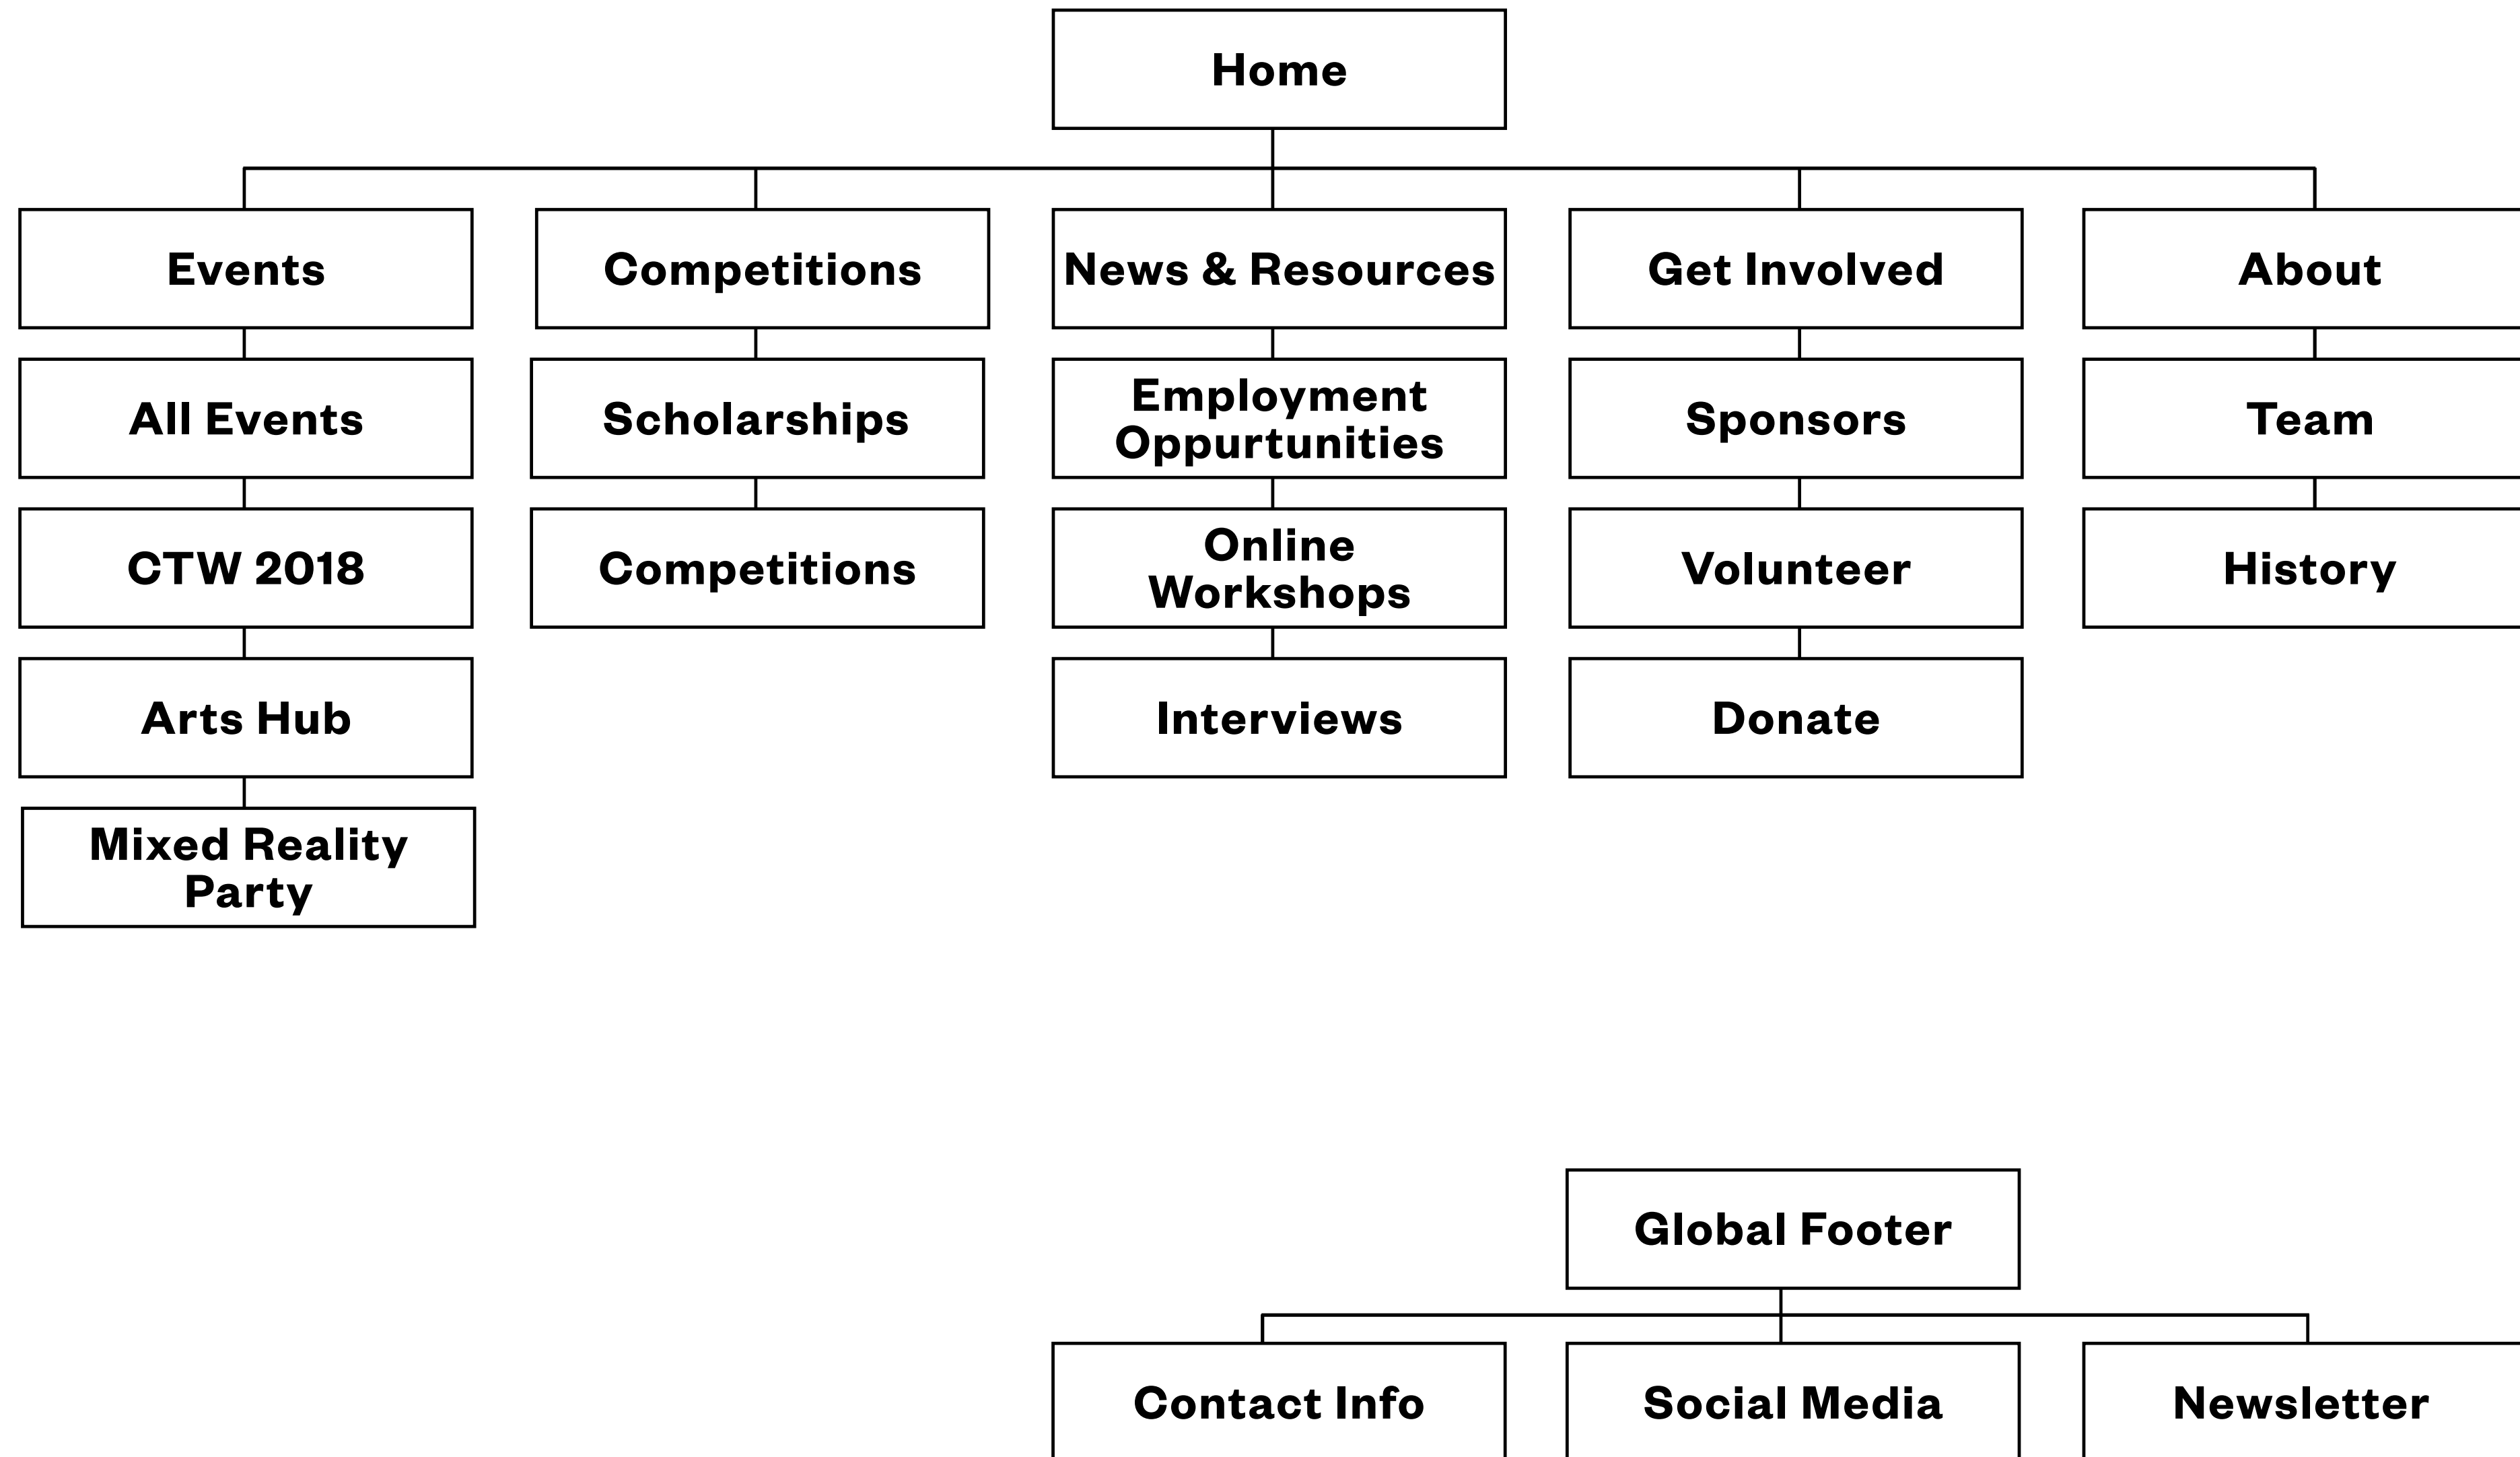 Home
Events
Competitions
News & Resources
Get Involved
About
All Events
Scholarships
Employment
Oppurtunities
Sponsors
Team
CTW 2018
Competitions
Online
Workshops
Volunteer
History
Arts Hub
Interviews
Donate
Mixed Reality
Party
Global Footer
Contact Info
Social Media
Newsletter